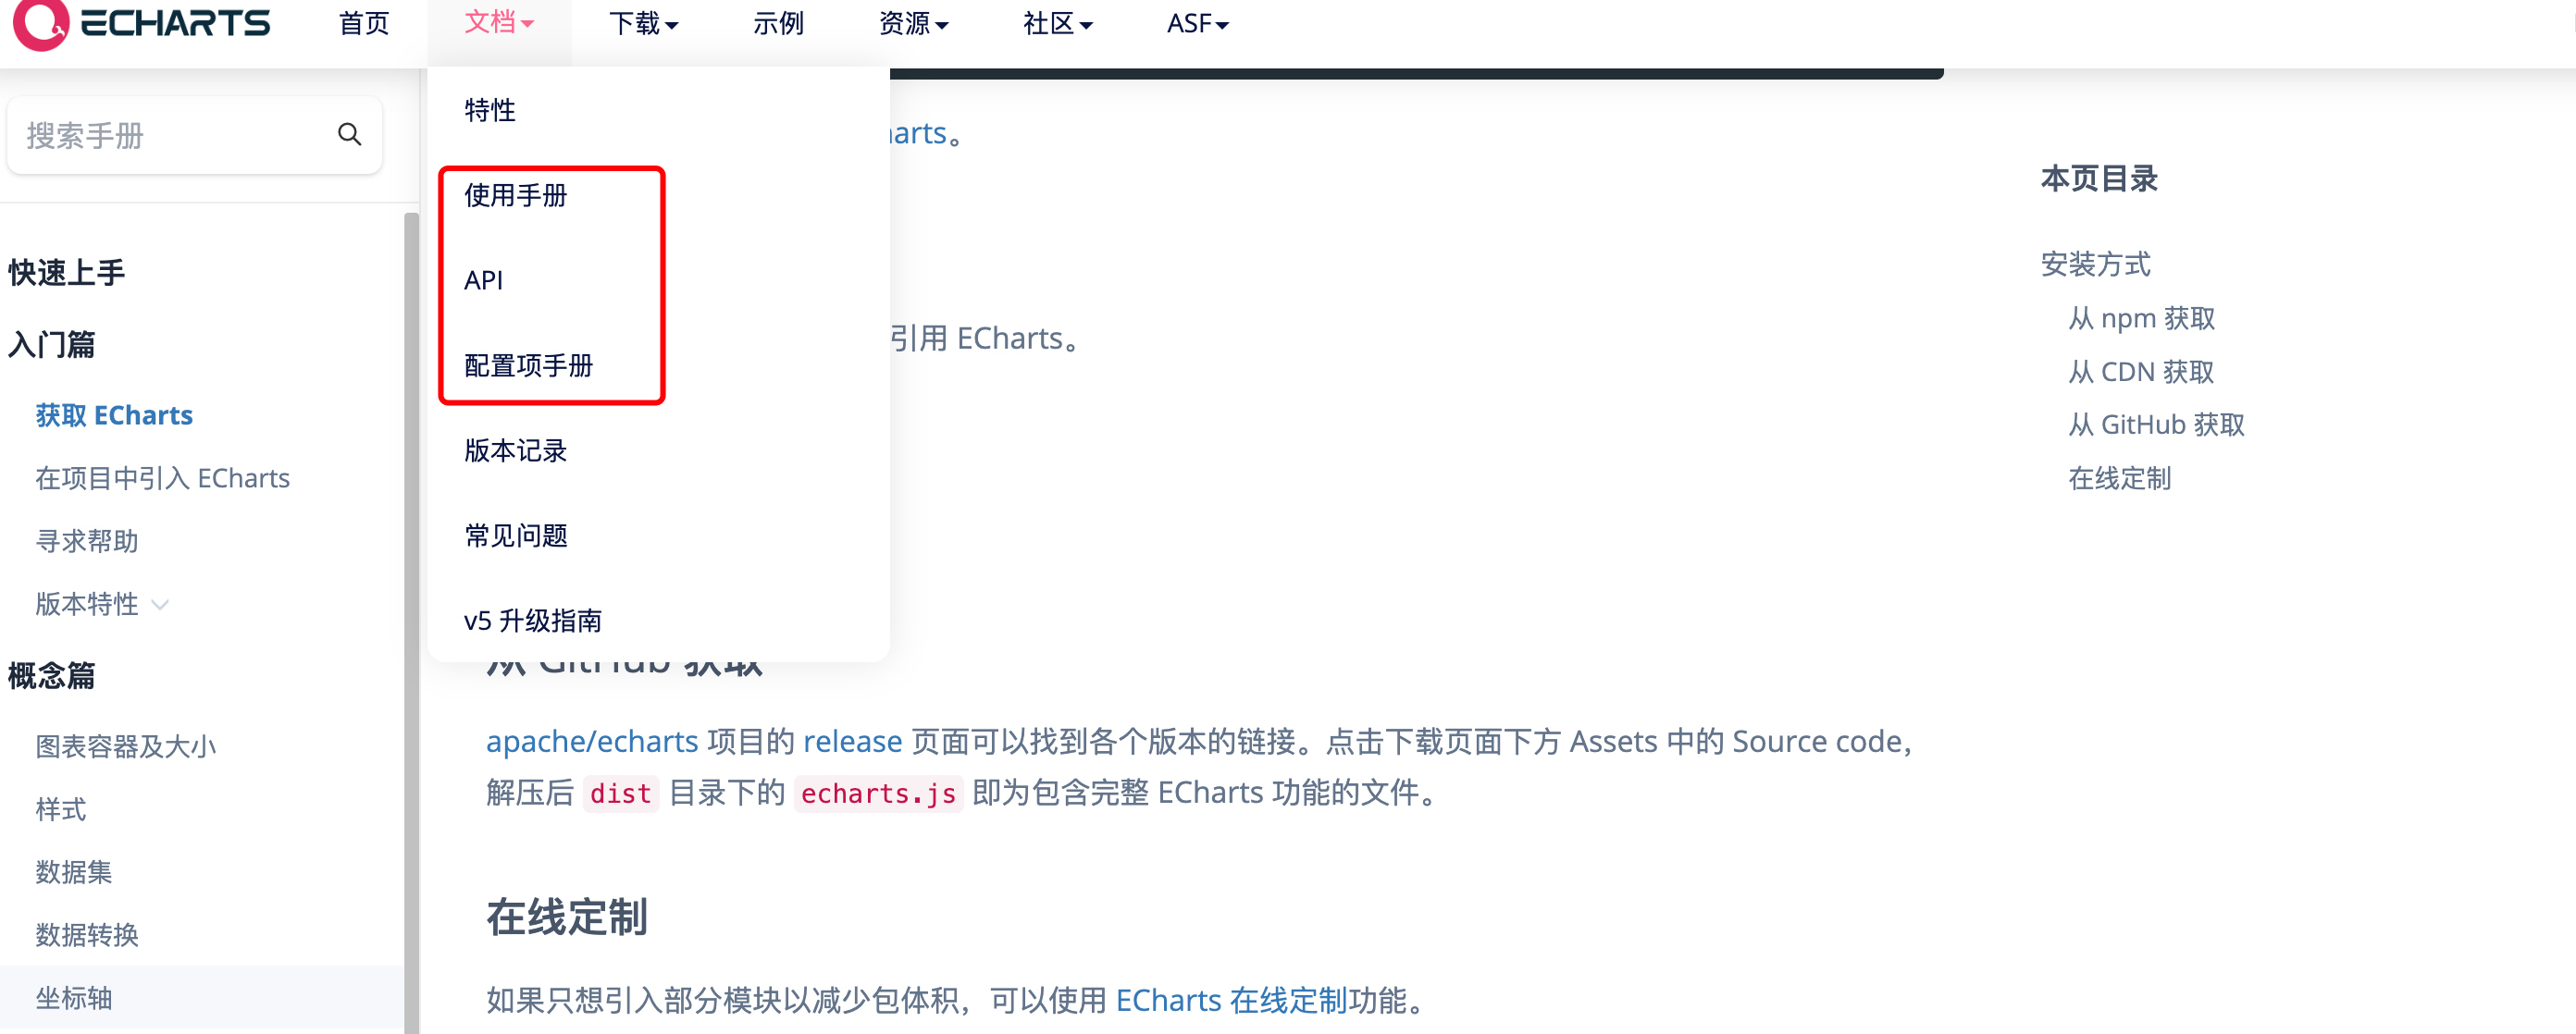 ECHARTS
首页
文档
下载
示例
资源
社区
ASF
搜索手册
快速上手
入门篇
获取 ECharts
在项目中引入 ECharts
寻求帮助
版本特性
概念篇
图表容器及大小
样式
数据集
数据转换
坐标轴
特性
使用手册
API
配置项手册
版本记录
常见问题
v5 升级指南
arts。
引用 ECharts。
从 GitHub 获取
apache/echarts 项目的 release 页面可以找到各个版本的链接。点击下载页面下方 Assets 中的 Source code，
解压后 dist 目录下的 echarts.js 即为包含完整 ECharts 功能的文件。
在线定制
如果只想引入部分模块以减少包体积，可以使用 ECharts 在线定制功能。
本页目录
安装方式
从 npm 获取
从 CDN 获取
从 GitHub 获取
在线定制